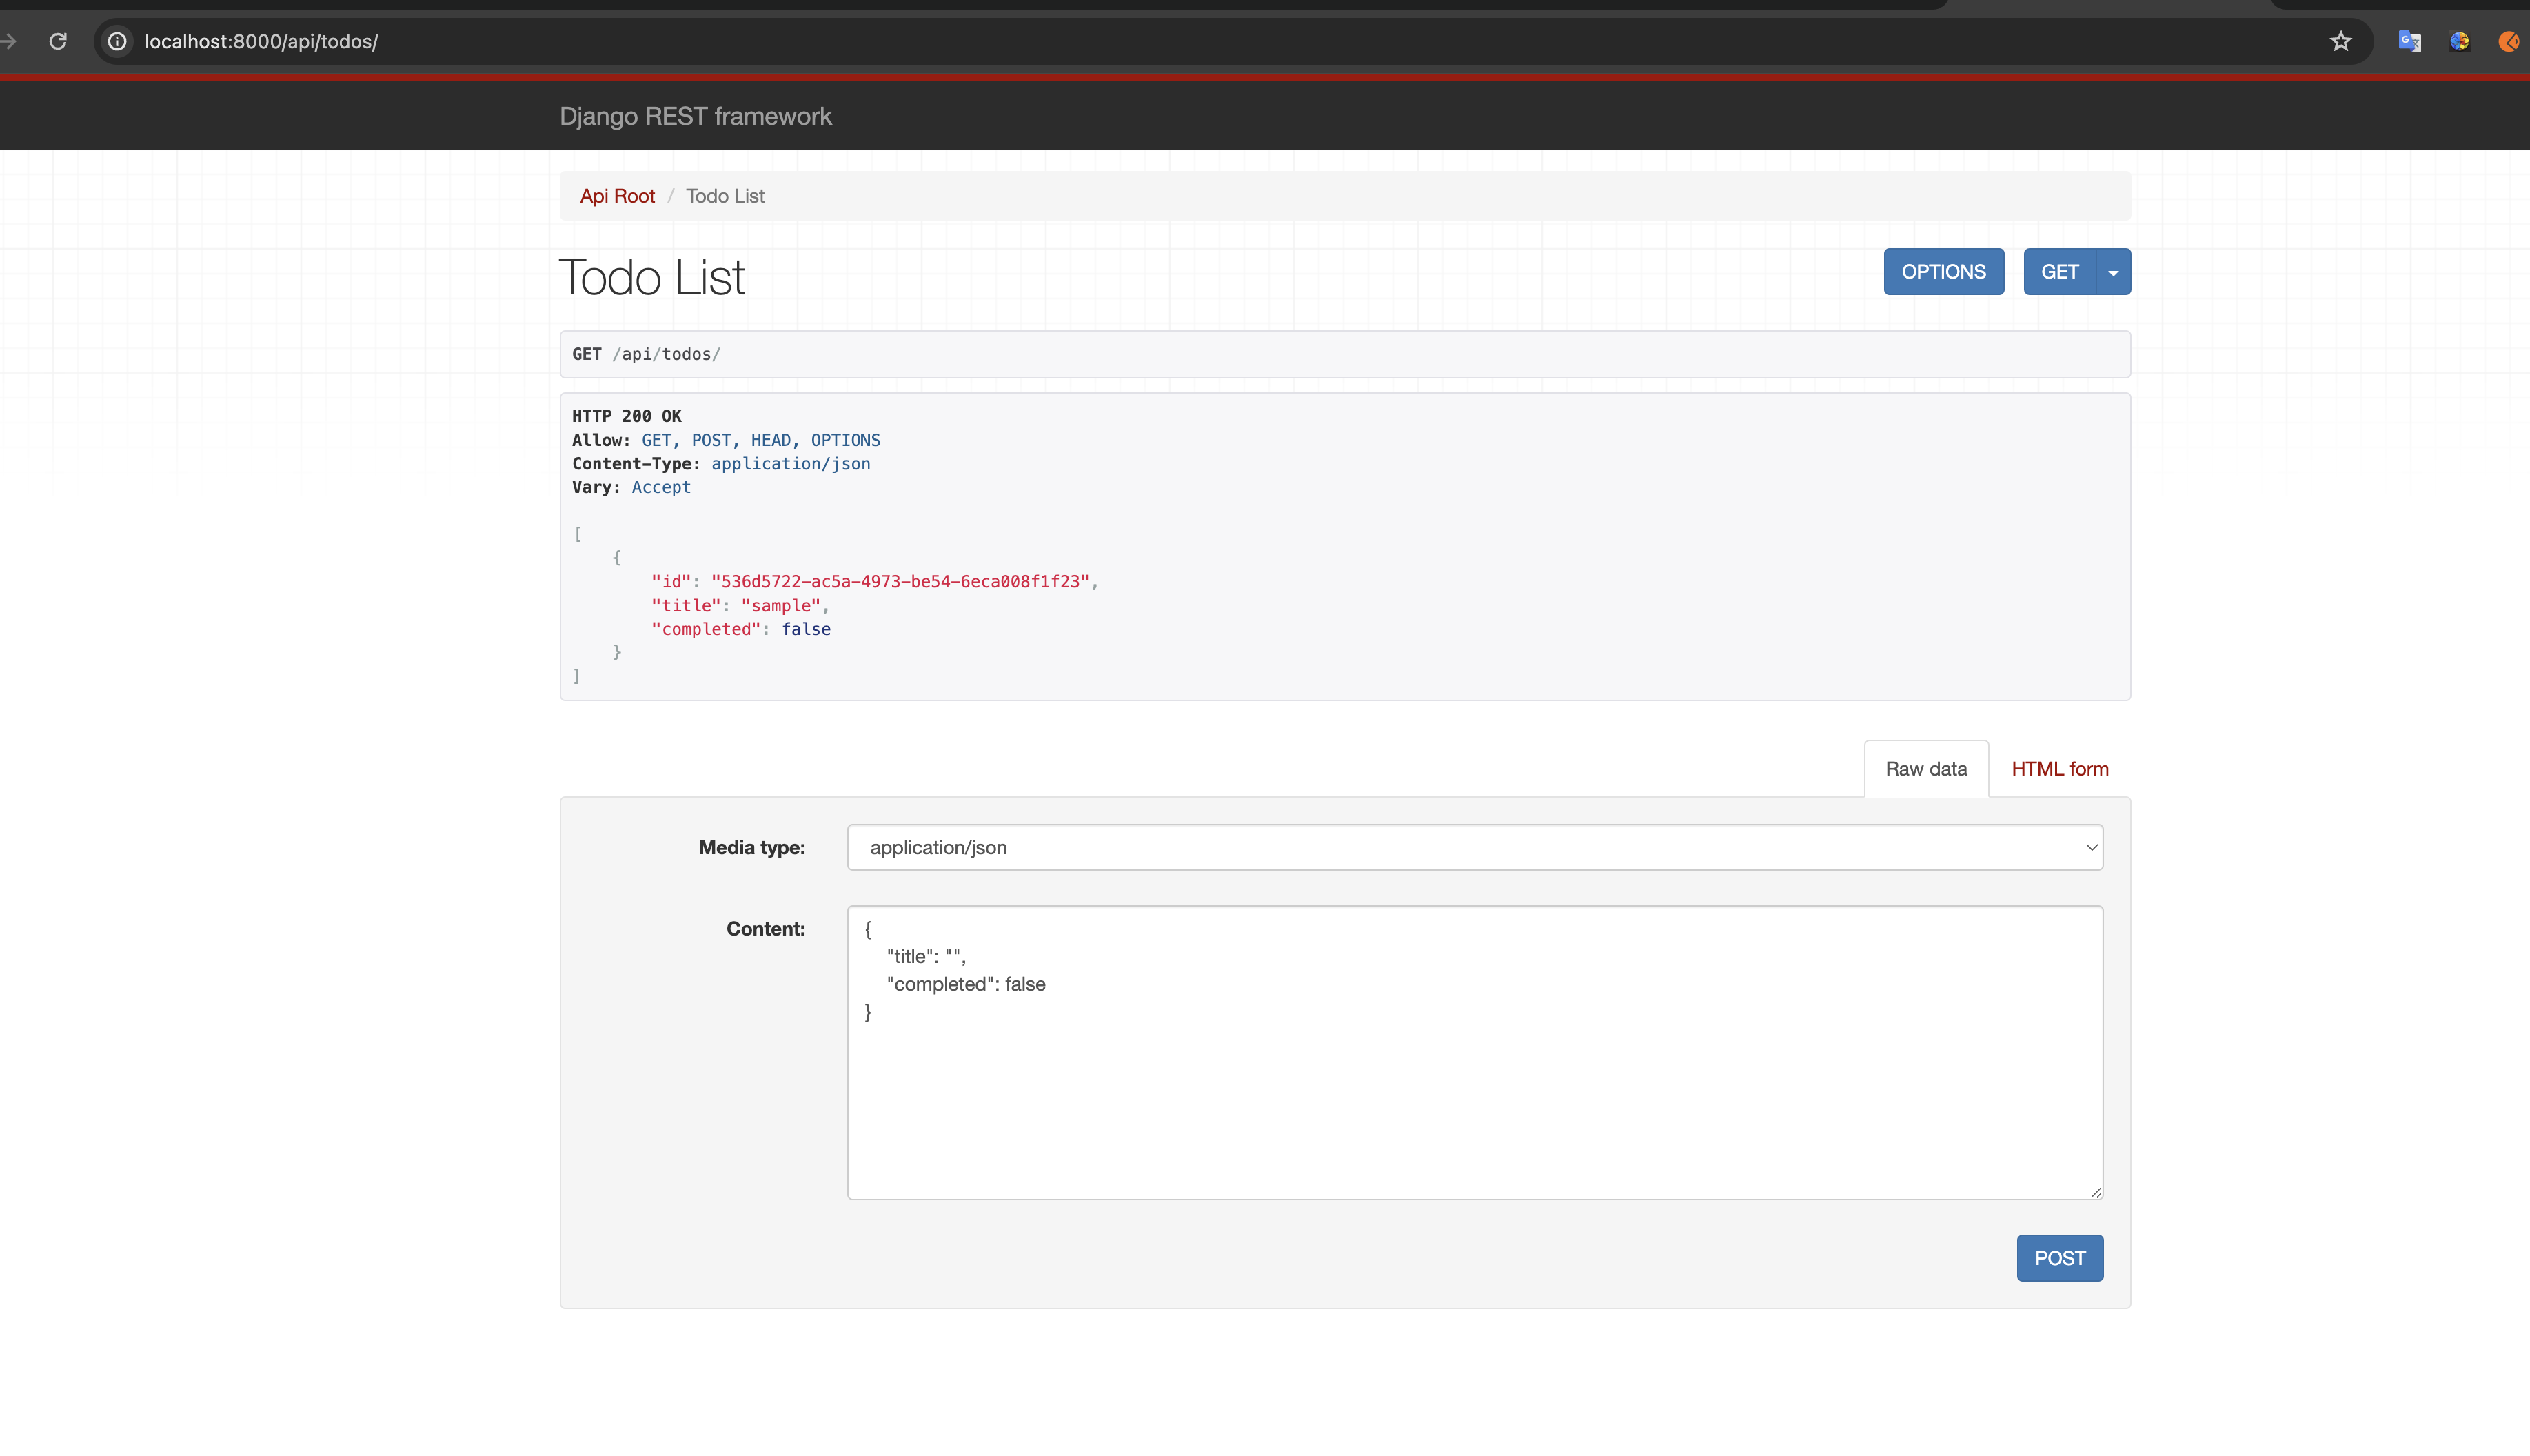 localhost:8000/api/todos/
Django REST framework
Api Root / Todo List
Todo List
OPTIONS
GET
GET /api/todos/
HTTP 200 OK
Allow: GET, POST, HEAD, OPTIONS
Content-Type: application/json
Vary: Accept
[
    {
        "id": "536d5722-ac5a-4973-be54-6eca008f1f23",
        "title": "sample",
        "completed": false
    }
]
Raw data
HTML form
Media type:
application/json
Content:
{
    "title": "",
    "completed": false
}
POST